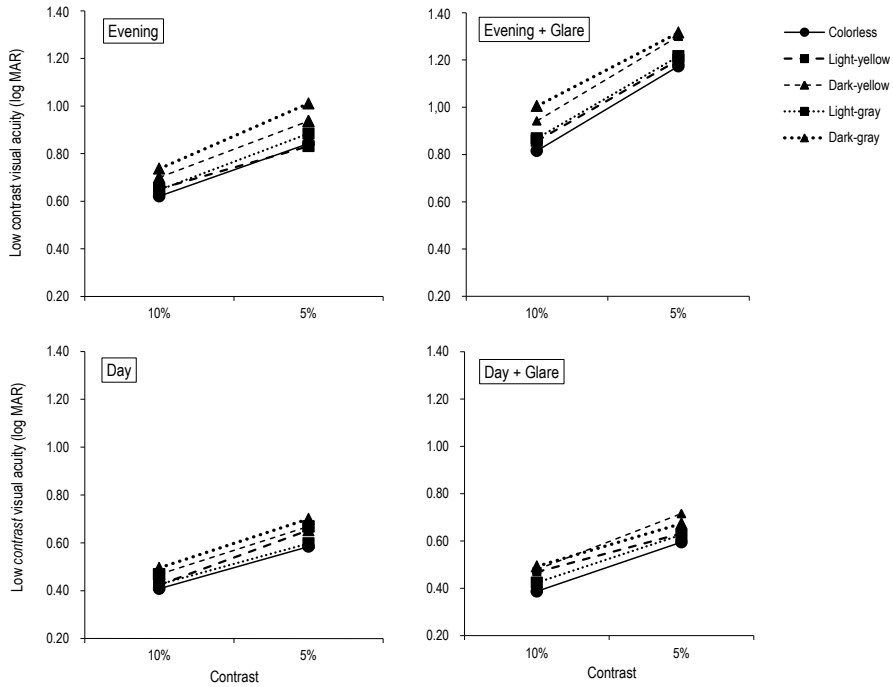 Evening
Low contrast visual acuity (log MAR)
1.40
1.20
1.00
0.80
0.60
0.40
0.20
10%
5%
Evening + Glare
1.40
1.20
1.00
0.80
0.60
0.40
0.20
10%
5%
Colorless
Light-yellow
Dark-yellow
Light-gray
Dark-gray
Day
Low contrast visual acuity (log MAR)
1.40
1.20
1.00
0.80
0.60
0.40
0.20
10%
5%
Contrast
Day + Glare
1.40
1.20
1.00
0.80
0.60
0.40
0.20
10%
5%
Contrast